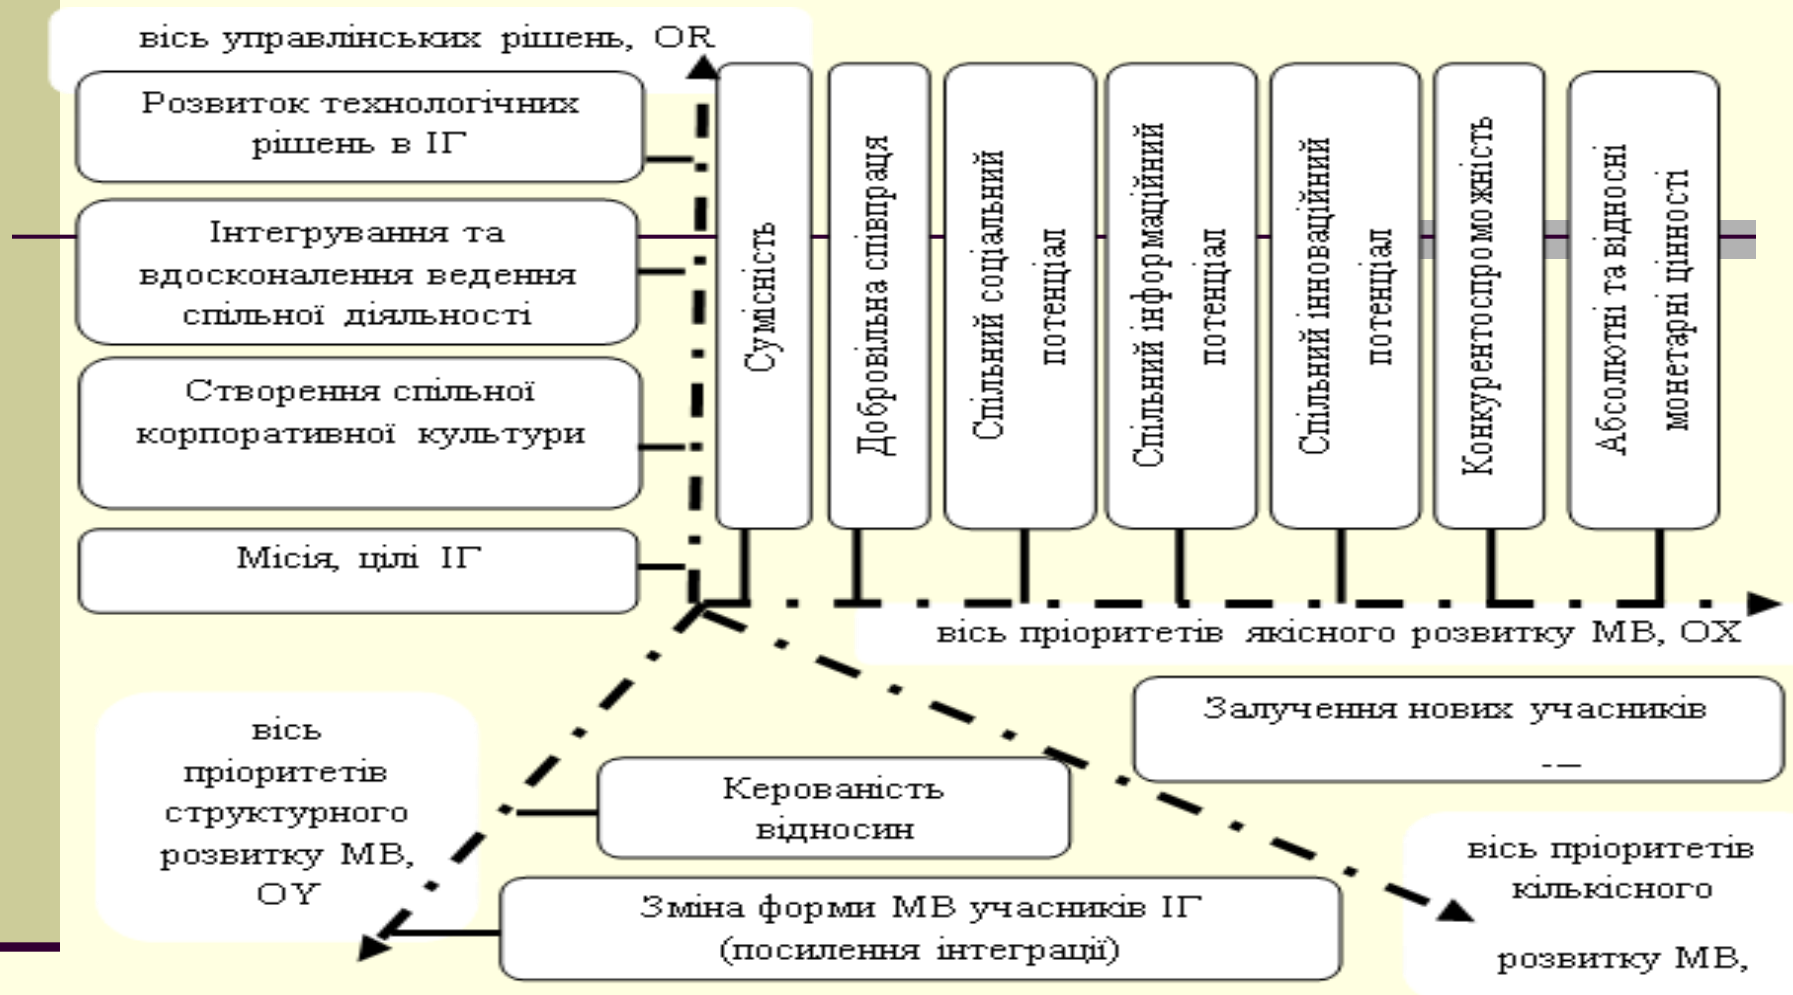 вісь управлінських рішень, OR
Розвиток технологічних
рішень в ІГ
Інтегрування та
вдосконалення ведення
спільної діяльності
Створення спільної
корпоративної культури
Місія, цілі ІГ
Сумісність
Добровільна співпраця
Спільний соціальний
потенціал
Спільний інформаційний
потенціал
Спільний інноваційний
потенціал
Конкурентоспроможність
Абсолютні та відносні
монетарні цінності
вісь пріоритетів якісного розвитку МВ, ОХ
Залучення нових учасників
вісь
пріоритетів
структурного
розвитку МВ,
OY
Керованість
відносин
Зміна форми МВ учасників ІГ
(посилення інтеграції)
вісь пріоритетів
кількісного
розвитку МВ,